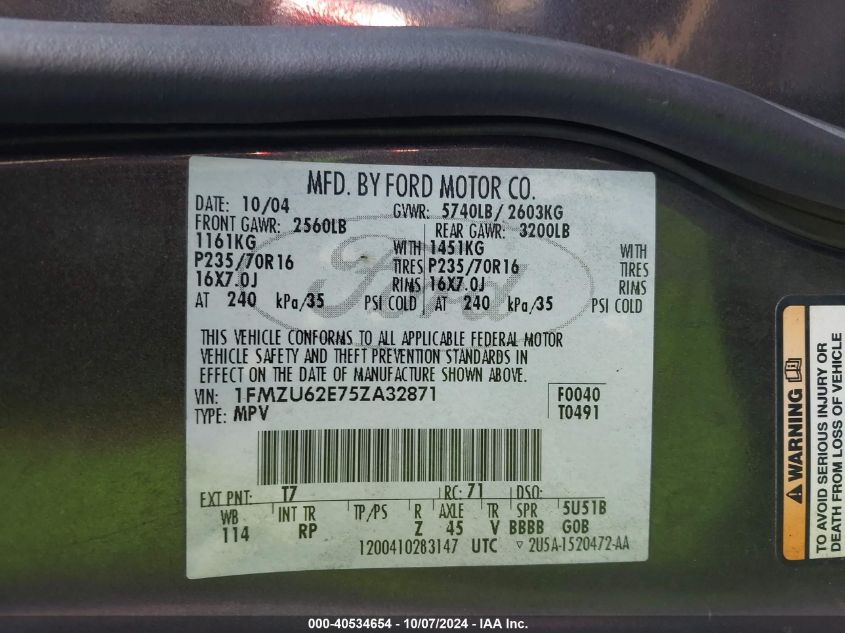 MFD. BY FORD MOTOR CO.
DATE: 10/04 GVWR: 5740LB/ 2603KG
FRONT GAWR: 2560LB REAR GAWR: 3200LB
1161KG WITH 1451KG WITH
P235/70R16 TIRES P235/70R16 TIRES
16X7.0J RIMS 16X7.0J RIMS
AT 240 kPa/35 PSI COLD AT 240 kPa/35 PSI COLD
Ford
THIS VEHICLE CONFORMS TO ALL APPLICABLE FEDERAL MOTOR
VEHICLE SAFETY AND THEFT PREVENTION STANDARDS IN
EFFECT ON THE DATE OF MANUFACTURE SHOWN ABOVE.
VIN: 1FMZU62E75ZA32871 F0040
TYPE: MPV T0491
EXT PNT: T7 RC: 71 DSO:
WB INT TR TP/PS R AXLE TR SPR 5U51B
114 RP Z 45 V BBBB GOB
1200410283147 UTC 2U5A-1520472-AA
WARNING
TO AVOID SERIOUS INJURY OR
DEATH FROM LOSS OF VEHICLE
000-40534654 - 10/07/2024 - IAA Inc.